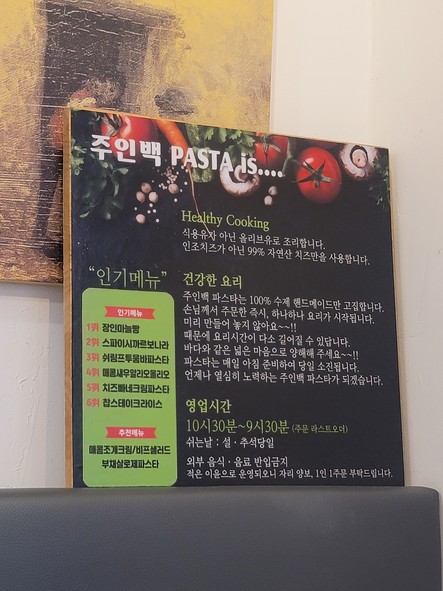 주인백 PASTA is....
Healthy Cooking
식용유가 아닌 올리브유로 조리합니다.
인조치즈가 아닌 99% 자연산 치즈만을 사용합니다.
“인기메뉴”
인기메뉴
1위 장인마늘빵
2위 스파이시까르보나라
3위 쉬림프투움바파스타
4위 매콤새우알리오올리오
5위 치즈빠네크림파스타
6위 찹스테이크라이스
추천메뉴
매콤조개크림/비프샐러드
부채살로제파스타
건강한 요리
주인백 파스타는 100% 수제 핸드메이드만 고집합니다.
손님께서 주문한 즉시, 하나하나 요리가 시작됩니다.
미리 만들어 놓지 않아요~~!!
때문에 요리시간이 다소 길어질 수 있답니다.
바다와 같은 넓은 마음으로 양해해 주세요~~!!
파스타는 매일 아침 준비하여 당일 소진됩니다.
언제나 열심히 노력하는 주인백 파스타가 되겠습니다.
영업시간
10시30분~9시30분 (주문 라스트오더)
쉬는날 : 설 · 추석당일
외부 음식 · 음료 반입금지
적은 이윤으로 운영되오니 자리 양보, 1인 1주문 부탁드립니다.